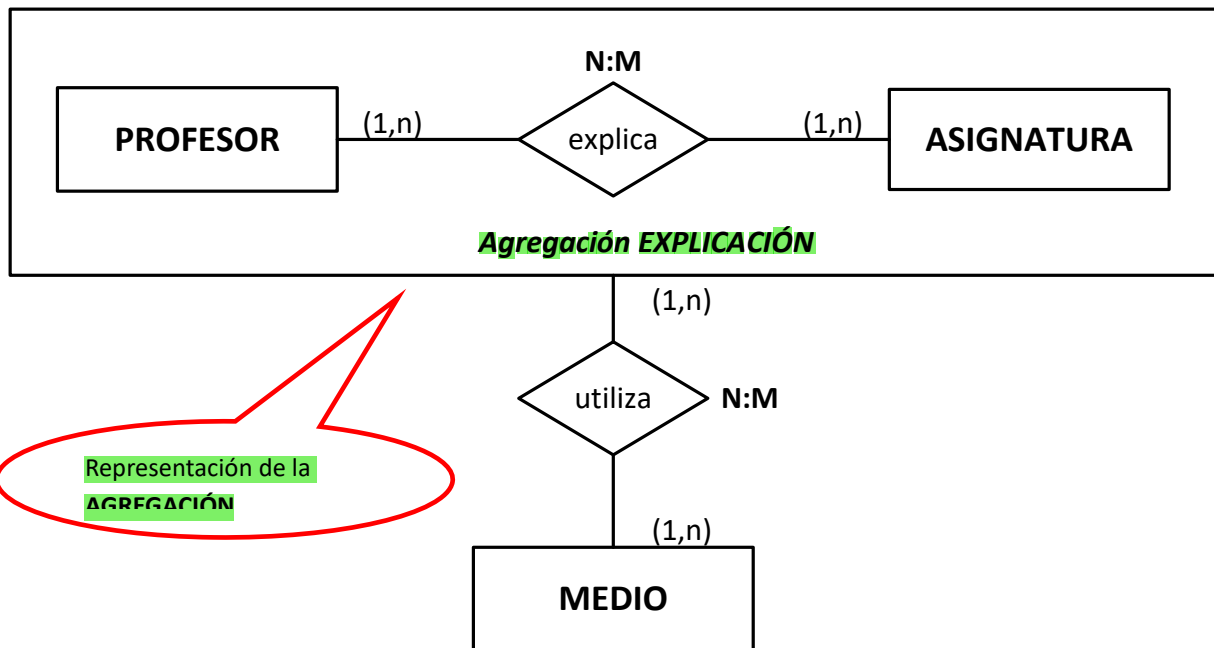 N:M
PROFESOR (1,n) explica (1,n) ASIGNATURA
Agregación EXPLICACIÓN
(1,n)
utiliza N:M
Representación de la
AGREGACIÓN
(1,n)
MEDIO